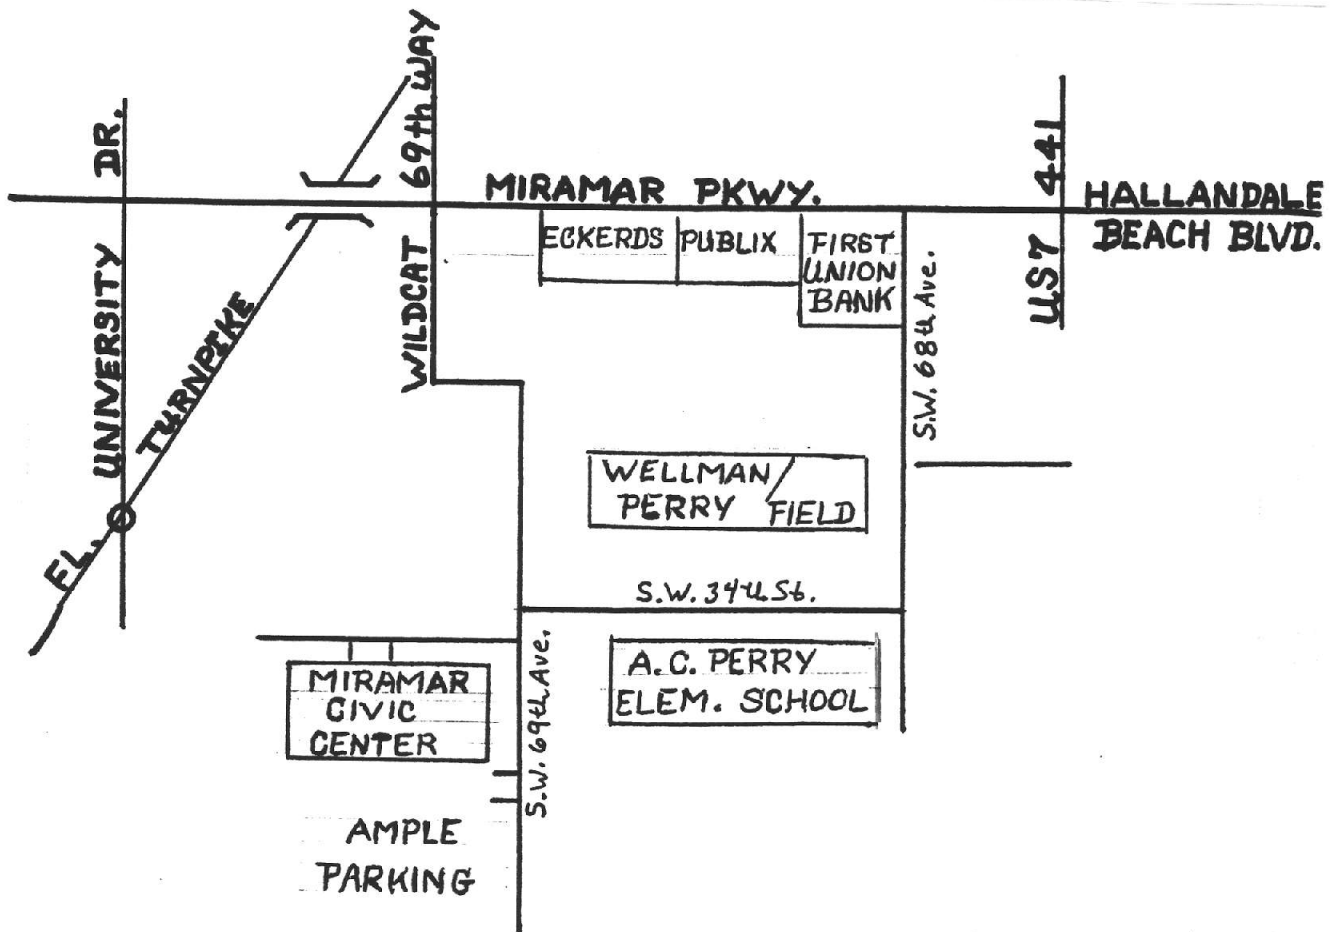 UNIVERSITY DR.
FL. TURNPIKE
WILDCAT 69th WAY
MIRAMAR PKWY.
US7 441
HALLANDALE
BEACH BLVD.
ECKERDS
PUBLIX
FIRST
UNION
BANK
S.W. 68th Ave.
WELLMAN /
PERRY FIELD
S.W. 34th St.
A.C. PERRY
ELEM. SCHOOL
S.W. 69th Ave.
MIRAMAR
CIVIC
CENTER
AMPLE
PARKING